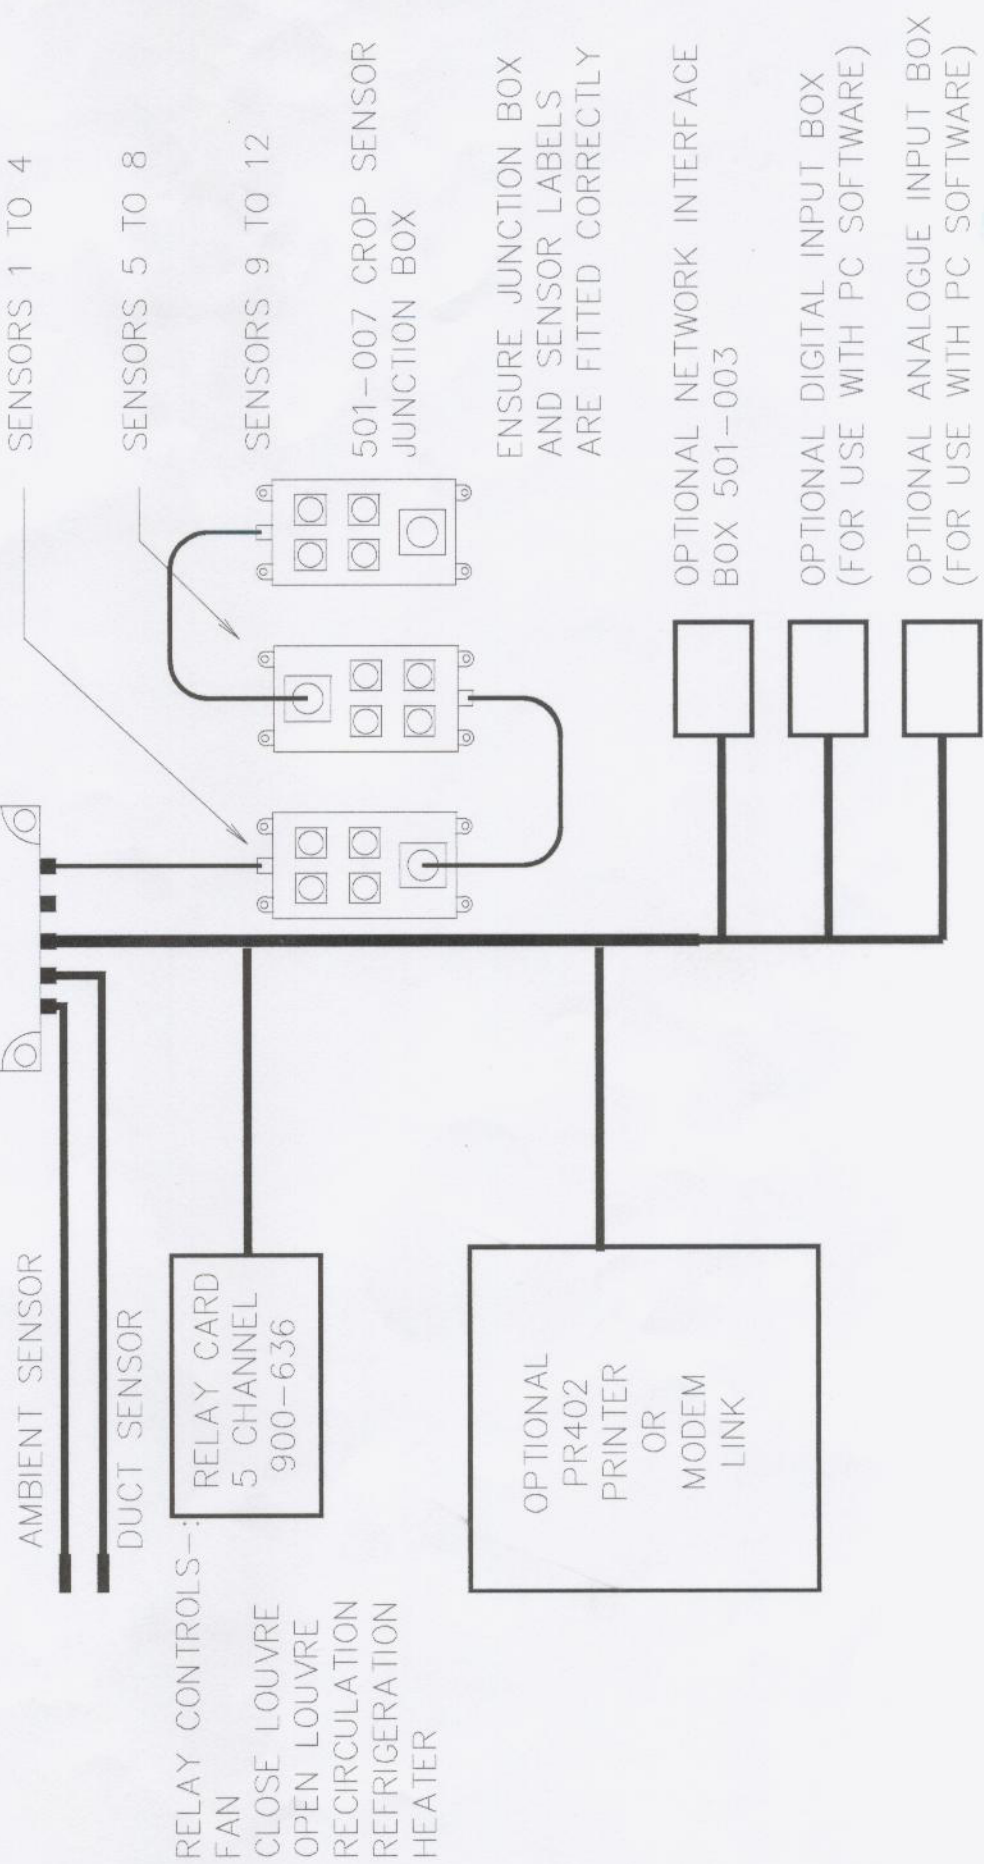 AMBIENT SENSOR
DUCT SENSOR
RELAY CONTROLS-:
FAN
CLOSE LOUVRE
OPEN LOUVRE
RECIRCULATION
REFRIGERATION
HEATER
RELAY CARD
5 CHANNEL
900-636
OPTIONAL
PR402
PRINTER
OR
MODEM
LINK
SENSORS 1 TO 4
SENSORS 5 TO 8
SENSORS 9 TO 12
501-007 CROP SENSOR
JUNCTION BOX
ENSURE JUNCTION BOX
AND SENSOR LABELS
ARE FITTED CORRECTLY
OPTIONAL NETWORK INTERFACE
BOX 501-003
OPTIONAL DIGITAL INPUT BOX
(FOR USE WITH PC SOFTWARE)
OPTIONAL ANALOGUE INPUT BOX
(FOR USE WITH PC SOFTWARE)